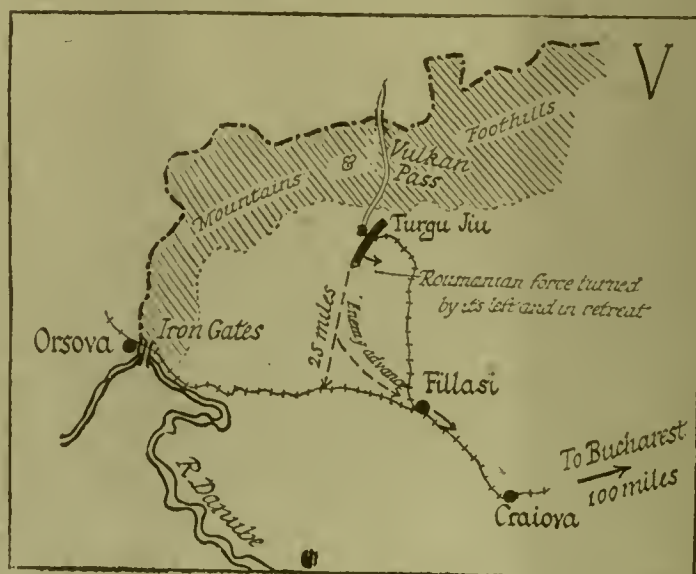 V
Foothills
&
Mountains
Vulkan
Pass
Turgu Jiu
Roumanian force turned
by its left and in retreat
Iron Gates
Orsova
25 miles
Enemy advance
Fillasi
To Bucharest
100 miles
Craiova
R. Danube